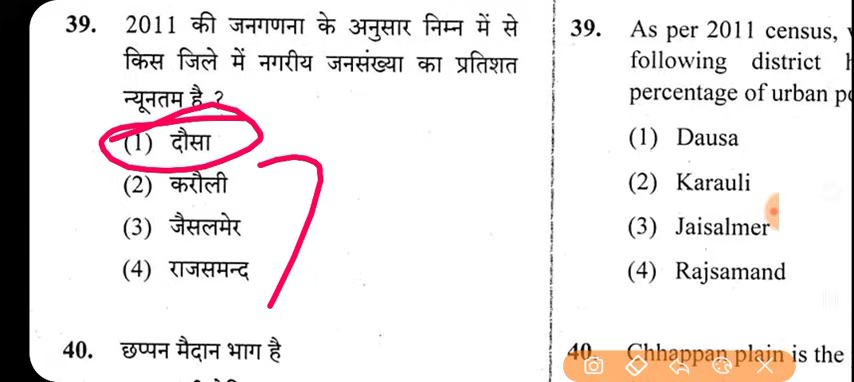 39. 2011 की जनगणना के अनुसार निम्न में से
किस जिले में नगरीय जनसंख्या का प्रतिशत
न्यूनतम है ?
(1) दौसा
(2) करौली
(3) जैसलमेर
(4) राजसमन्द
40. छप्पन मैदान भाग है
39. As per 2011 census,
following district
percentage of urban
(1) Dausa
(2) Karauli
(3) Jaisalmer
(4) Rajsamand
40. Chhappan plain is the